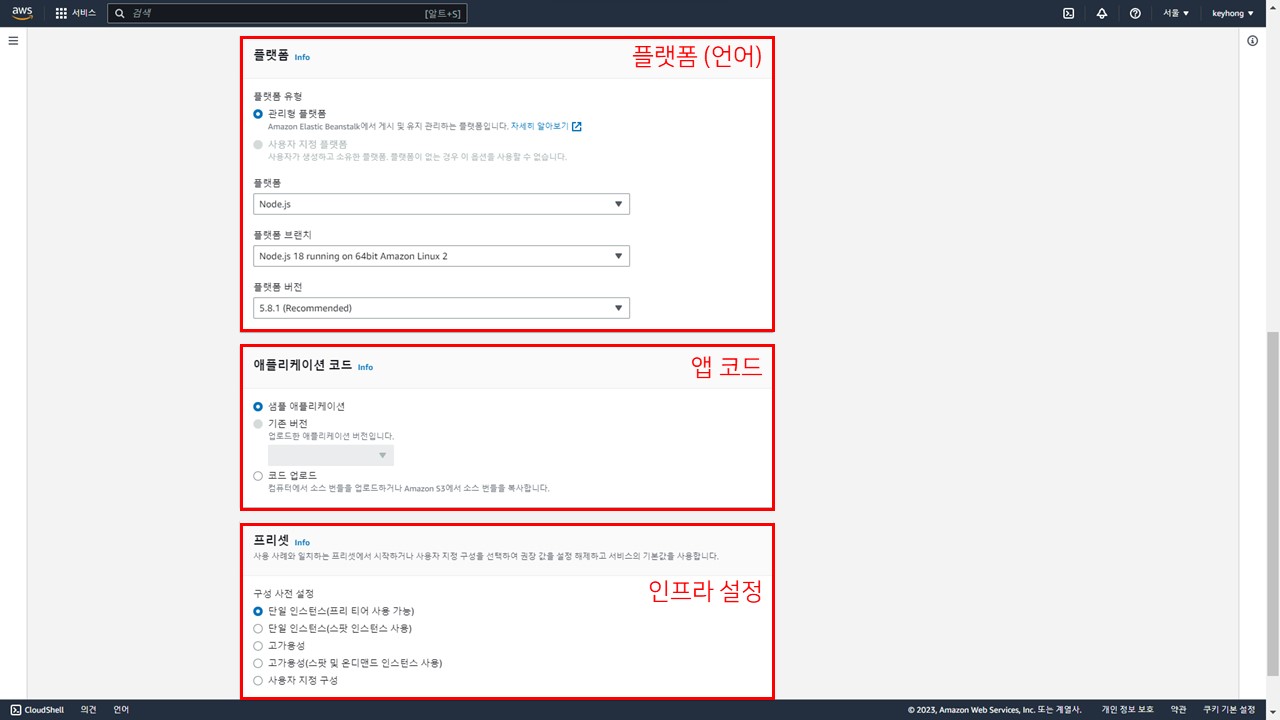 aws
서비스
검색
[알트+S]
서울 ▼
keyhong ▼
플랫폼 Info
플랫폼 (언어)
플랫폼 유형
관리형 플랫폼
Amazon Elastic Beanstalk에서 게시 및 유지 관리하는 플랫폼입니다. 자세히 알아보기
사용자 지정 플랫폼
사용자가 생성하고 소유한 플랫폼. 플랫폼이 없는 경우 이 옵션을 사용할 수 없습니다.
플랫폼
Node.js
플랫폼 브랜치
Node.js 18 running on 64bit Amazon Linux 2
플랫폼 버전
5.8.1 (Recommended)
애플리케이션 코드 Info
앱 코드
샘플 애플리케이션
기존 버전
업로드한 애플리케이션 버전입니다.
코드 업로드
컴퓨터에서 소스 번들을 업로드하거나 Amazon S3에서 소스 번들을 복사합니다.
프리셋 Info
사용 사례와 일치하는 프리셋에서 시작하거나 사용자 지정 구성을 선택하여 권장 값을 설정 해제하고 서비스의 기본값을 사용합니다.
인프라 설정
구성 사전 설정
단일 인스턴스(프리 티어 사용 가능)
단일 인스턴스(스팟 인스턴스 사용)
고가용성
고가용성(스팟 및 온디맨드 인스턴스 사용)
사용자 지정 구성
CloudShell
의견
언어
© 2023, Amazon Web Services, Inc. 또는 계열사.
개인 정보 보호
약관
쿠키 기본 설정